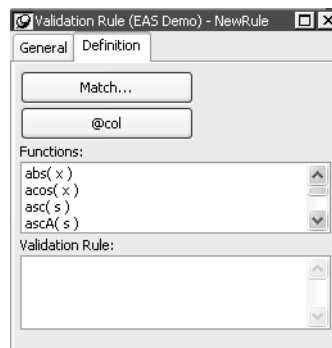 Validation Rule (EAS Demo) - NewRule
General Definition
Match...
@col
Functions:
abs( x )
acos( x )
asc( s )
ascA( s )
Validation Rule: